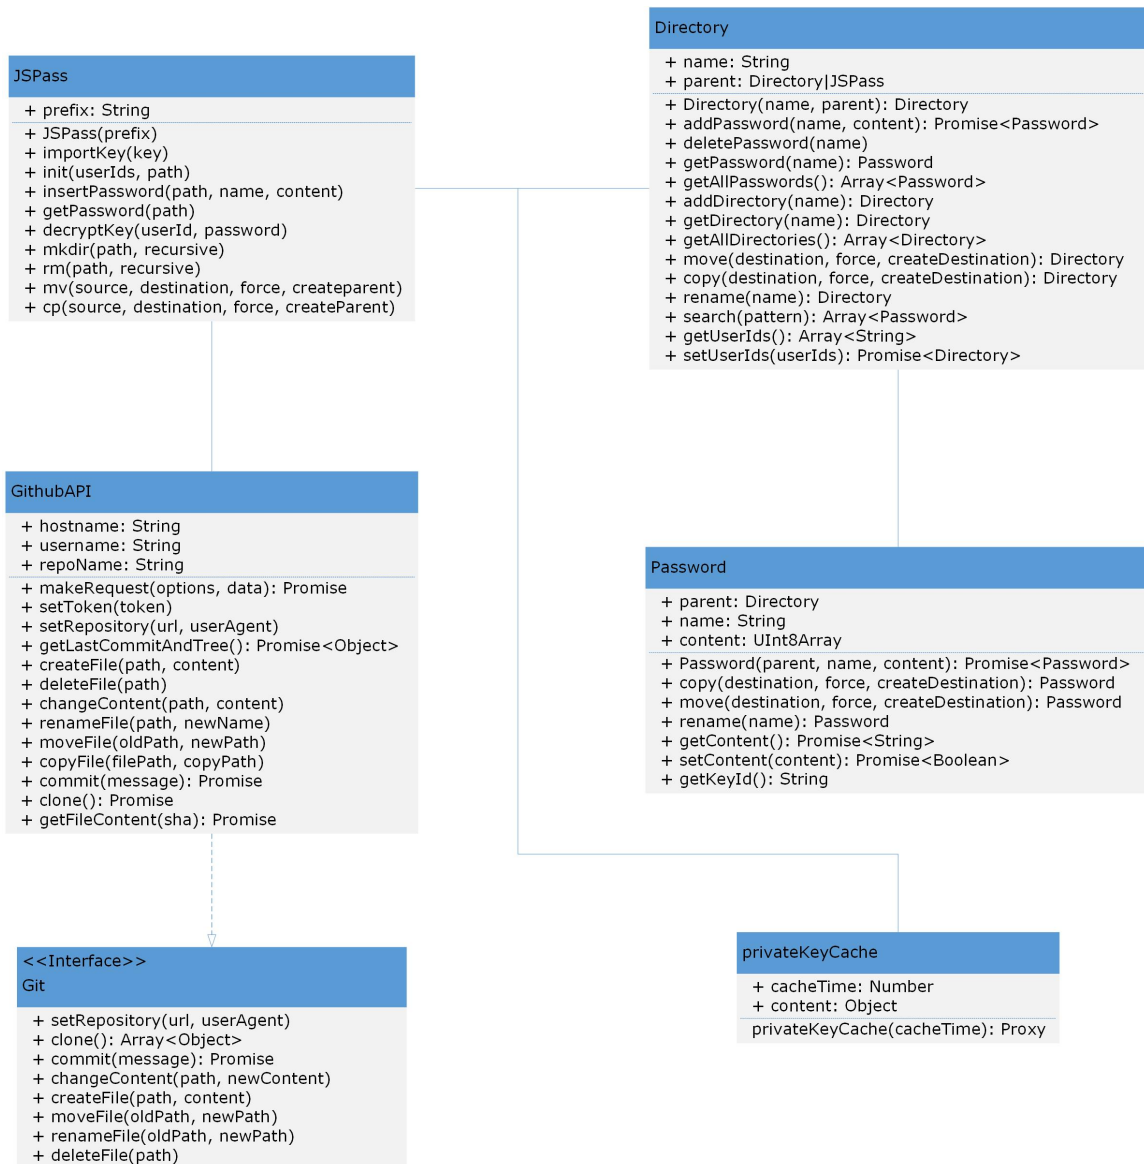 JSPass
+ prefix: String
+ JSPass(prefix)
+ importKey(key)
+ init(userIds, path)
+ insertPassword(path, name, content)
+ getPassword(path)
+ decryptKey(userId, password)
+ mkdir(path, recursive)
+ rm(path, recursive)
+ mv(source, destination, force, createparent)
+ cp(source, destination, force, createParent)
Directory
+ name: String
+ parent: Directory|JSPass
+ Directory(name, parent): Directory
+ addPassword(name, content): Promise<Password>
+ deletePassword(name)
+ getPassword(name): Password
+ getAllPasswords(): Array<Password>
+ addDirectory(name): Directory
+ getDirectory(name): Directory
+ getAllDirectories(): Array<Directory>
+ move(destination, force, createDestination): Directory
+ copy(destination, force, createDestination): Directory
+ rename(name): Directory
+ search(pattern): Array<Password>
+ getUserIds(): Array<String>
+ setUserIds(userIds): Promise<Directory>
GithubAPI
+ hostname: String
+ username: String
+ repoName: String
+ makeRequest(options, data): Promise
+ setToken(token)
+ setRepository(url, userAgent)
+ getLastCommitAndTree(): Promise<Object>
+ createFile(path, content)
+ deleteFile(path)
+ changeContent(path, content)
+ renameFile(path, newName)
+ moveFile(oldPath, newPath)
+ copyFile(filePath, copyPath)
+ commit(message): Promise
+ clone(): Promise
+ getFileContent(sha): Promise
Password
+ parent: Directory
+ name: String
+ content: UInt8Array
+ Password(parent, name, content): Promise<Password>
+ copy(destination, force, createDestination): Password
+ move(destination, force, createDestination): Password
+ rename(name): Password
+ getContent(): Promise<String>
+ setContent(content): Promise<Boolean>
+ getKeyId(): String
<<Interface>>
Git
+ setRepository(url, userAgent)
+ clone(): Array<Object>
+ commit(message): Promise
+ changeContent(path, newContent)
+ createFile(path, content)
+ moveFile(oldPath, newPath)
+ renameFile(oldPath, newPath)
+ deleteFile(path)
privateKeyCache
+ cacheTime: Number
+ content: Object
privateKeyCache(cacheTime): Proxy